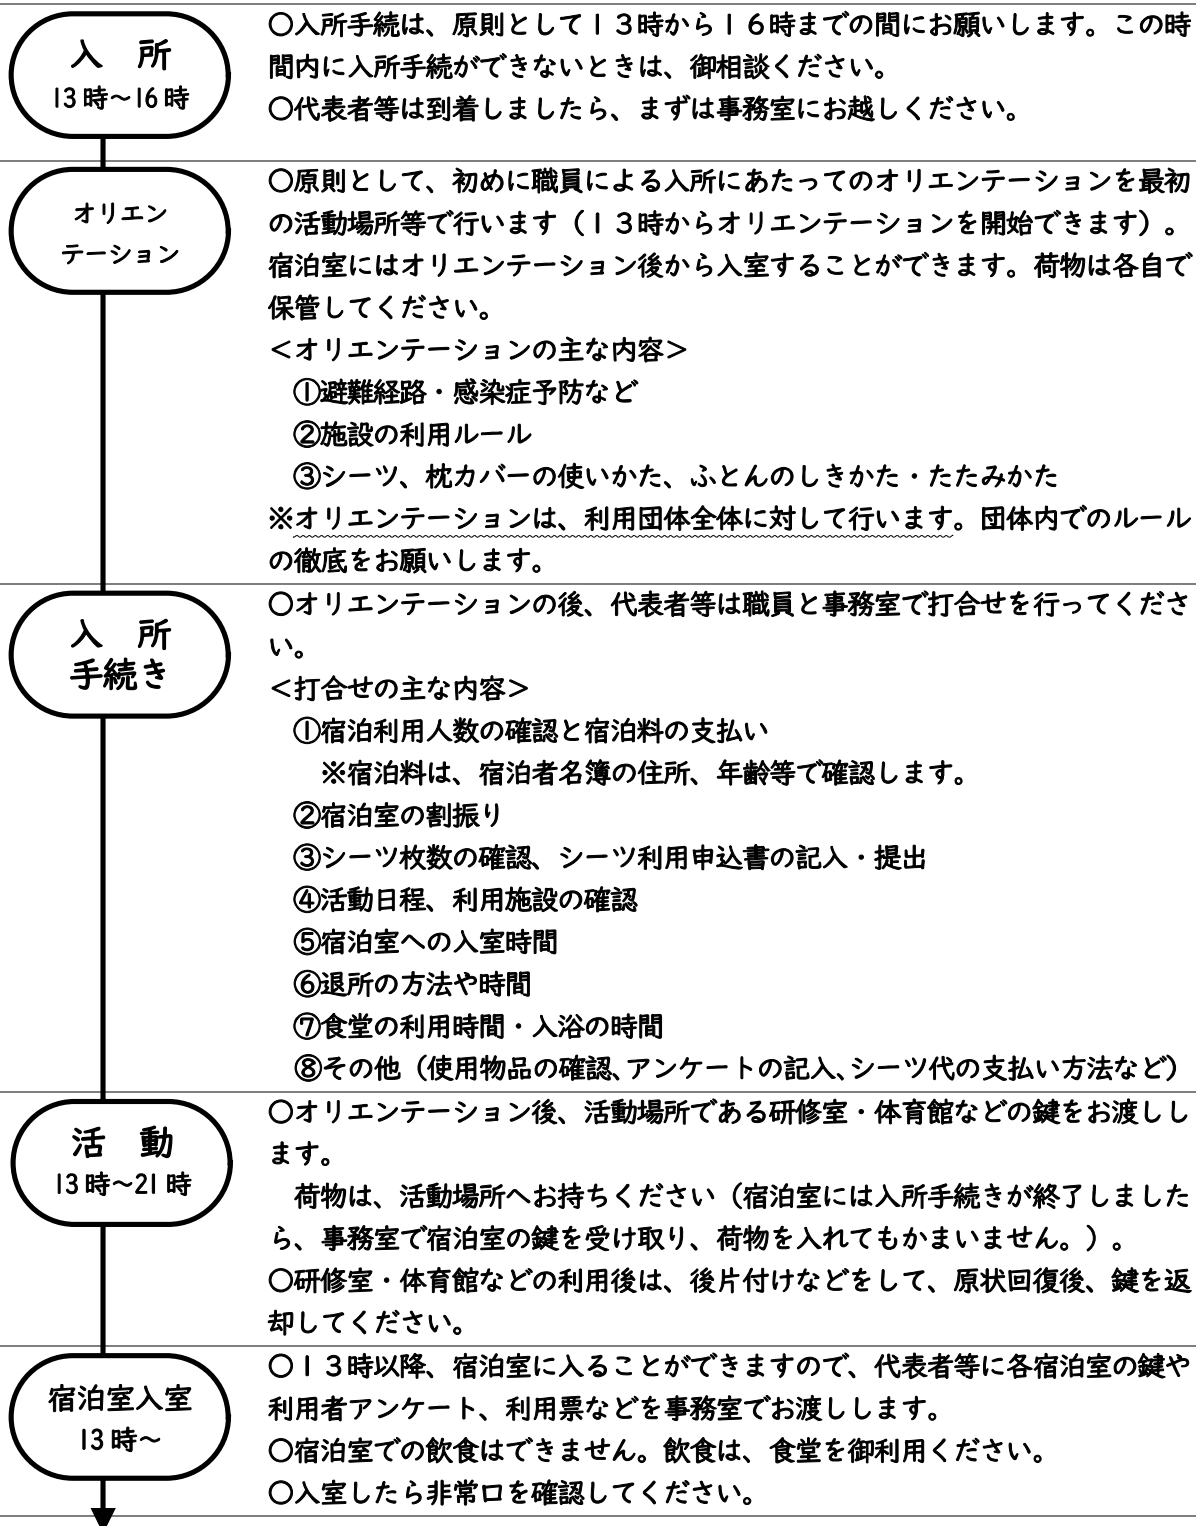 入　所
13時～16時
〇入所手続は、原則として１３時から１６時までの間にお願いします。この時
間内に入所手続ができないときは、御相談ください。
〇代表者等は到着しましたら、まずは事務室にお越しください。
オリエン
テーション
〇原則として、初めに職員による入所にあたってのオリエンテーションを最初
の活動場所等で行います（１３時からオリエンテーションを開始できます）。
宿泊室にはオリエンテーション後から入室することができます。荷物は各自で
保管してください。
＜オリエンテーションの主な内容＞
①避難経路・感染症予防など
②施設の利用ルール
③シーツ、枕カバーの使いかた、ふとんのしきかた・たたみかた
※オリエンテーションは、利用団体全体に対して行います。団体内でのルール
の徹底をお願いします。
入　所
手続き
〇オリエンテーションの後、代表者等は職員と事務室で打合せを行ってくださ
い。
＜打合せの主な内容＞
①宿泊利用人数の確認と宿泊料の支払い
※宿泊料は、宿泊者名簿の住所、年齢等で確認します。
②宿泊室の割振り
③シーツ枚数の確認、シーツ利用申込書の記入・提出
④活動日程、利用施設の確認
⑤宿泊室への入室時間
⑥退所の方法や時間
⑦食堂の利用時間・入浴の時間
⑧その他（使用物品の確認、アンケートの記入、シーツ代の支払い方法など）
活　動
13時～21時
〇オリエンテーション後、活動場所である研修室・体育館などの鍵をお渡しし
ます。
　荷物は、活動場所へお持ちください（宿泊室には入所手続きが終了しました
ら、事務室で宿泊室の鍵を受け取り、荷物を入れてもかまいません。）。
〇研修室・体育館などの利用後は、後片付けなどをして、原状回復後、鍵を返
却してください。
宿泊室入室
13時～
〇１３時以降、宿泊室に入ることができますので、代表者等に各宿泊室の鍵や
利用者アンケート、利用票などを事務室でお渡しします。
〇宿泊室での飲食はできません。飲食は、食堂を御利用ください。
〇入室したら非常口を確認してください。